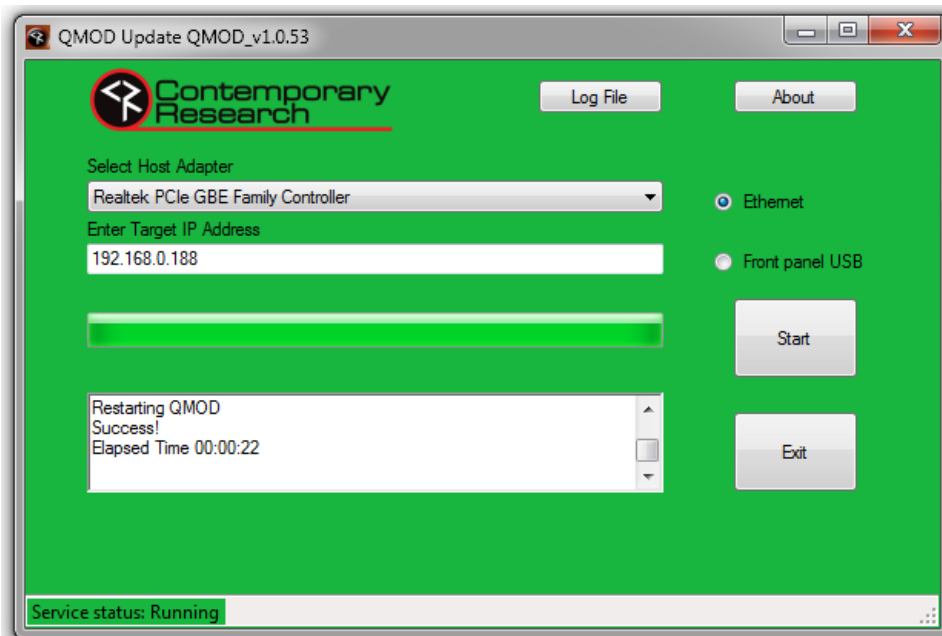 QMOD Update QMOD_v1.0.53
Contemporary
Research
Log File
About
Select Host Adapter
Realtek PCIe GBE Family Controller
Ethernet
Enter Target IP Address
192.168.0.188
Front panel USB
Start
Restarting QMOD
Success!
Elapsed Time 00:00:22
Exit
Service status: Running